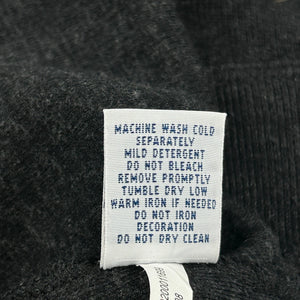 MACHINE WASH COLD
SEPARATELY
MILD DETERGENT
DO NOT BLEACH
REMOVE PROMPTLY
TUMBLE DRY LOW
WARM IRON IF NEEDED
DO NOT IRON
DECORATION
DO NOT DRY CLEAN